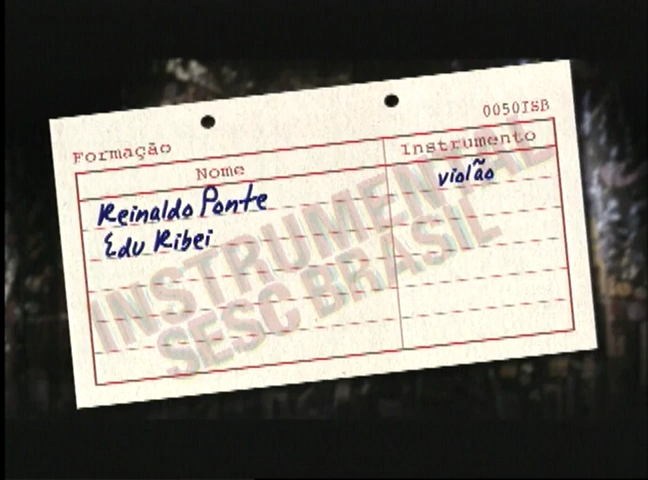 0050ISB
Formação
Nome Instrumento
Reinaldo Ponte violão
Edu Ribei
INSTRUMENTAL
SESC BRASIL